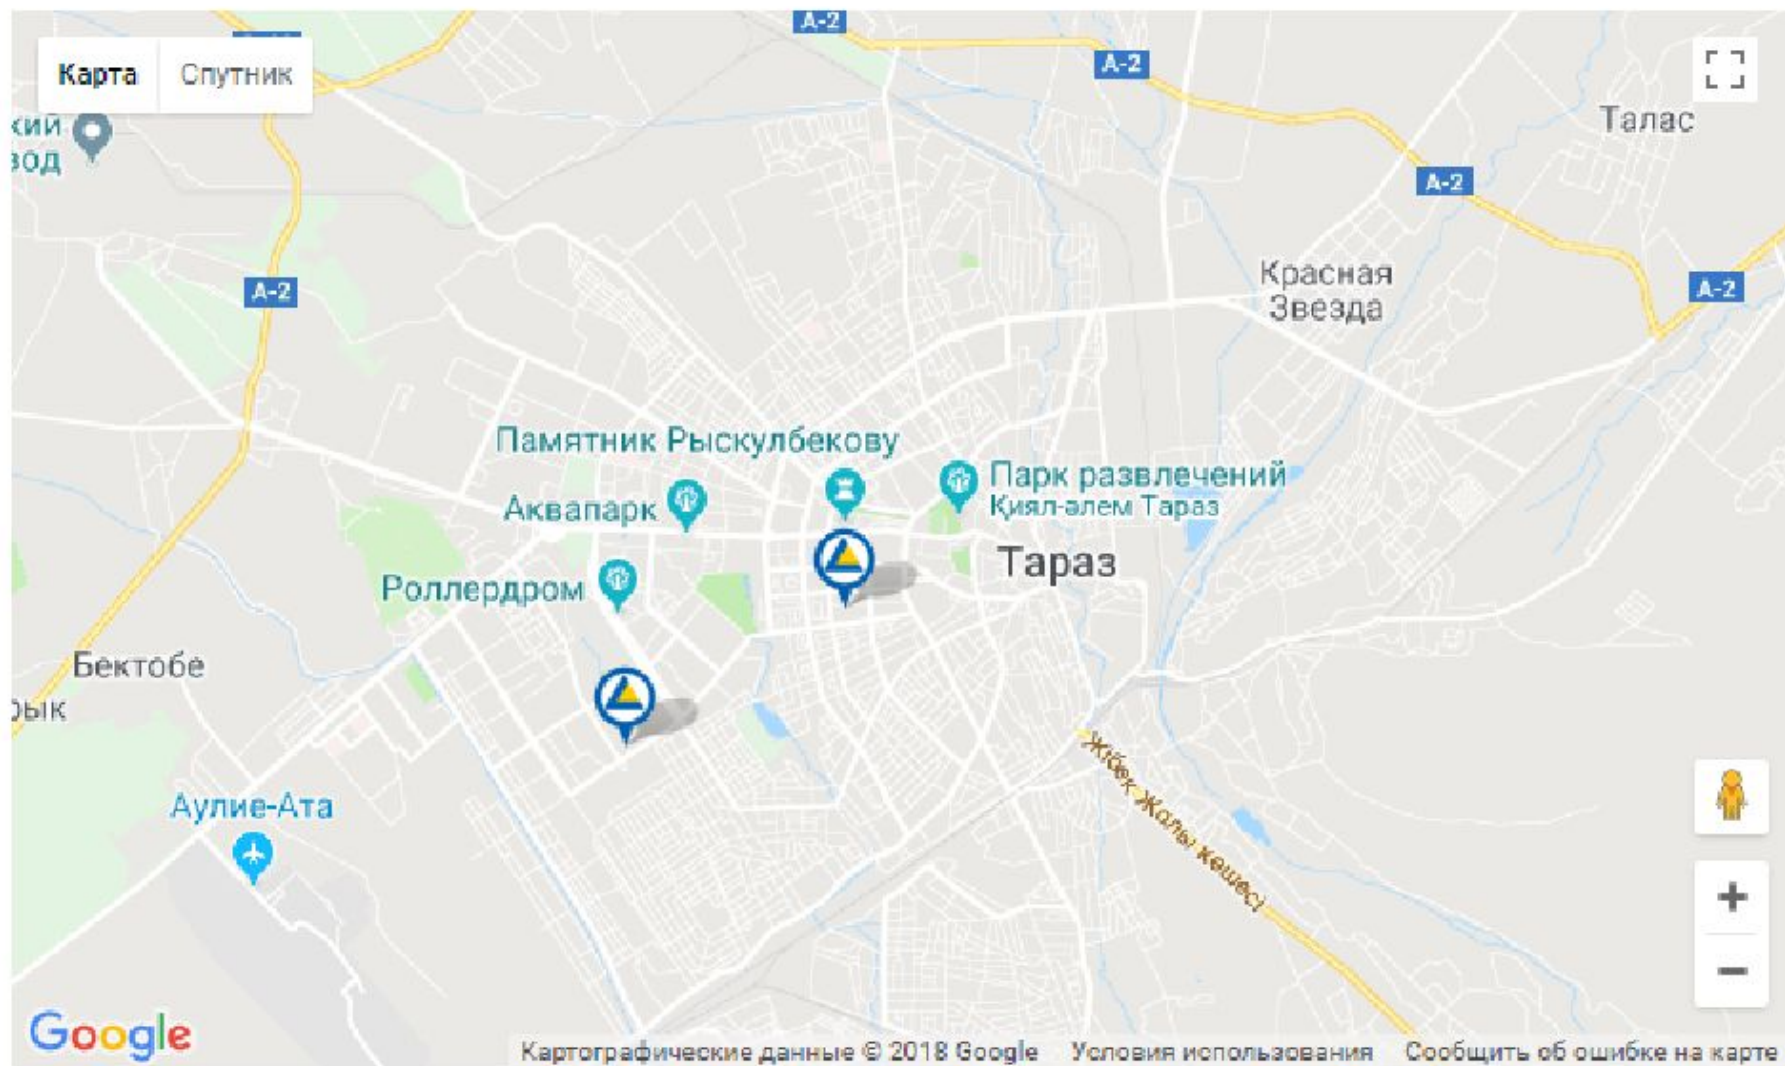 А-2
А-2
Карта
Спутник
Талас
А-2
А-2
А-2
Красная
Звезда
Памятник Рыскулбекову
Парк развлечений
Қиял-әлем Тараз
Аквапарк
Тараз
Роллердром
Бектобе
Жібек Жолы көшесі
Аулие-Ата
Google
Картографические данные © 2018 Google
Условия использования
Сообщить об ошибке на карте